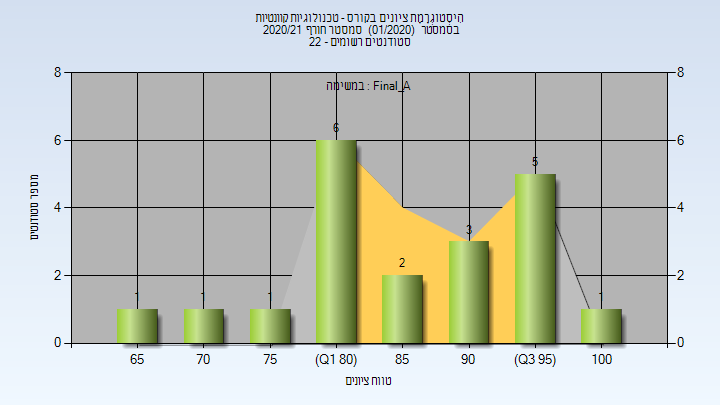 היסטוגרמת ציונים בקורס - טכנולוגיות קוונטיות
בסמסטר (01/2020) סמסטר חורף 2020/21
סטודנטים רשומים - 22
במשימה : Final_A
8 8
6 6
4 4
2 2
0 0
מספר סטודנטים
1 1 1 6 2 3 5 1
65 70 75 (Q1 80) 85 90 (Q3 95) 100
טווח ציונים